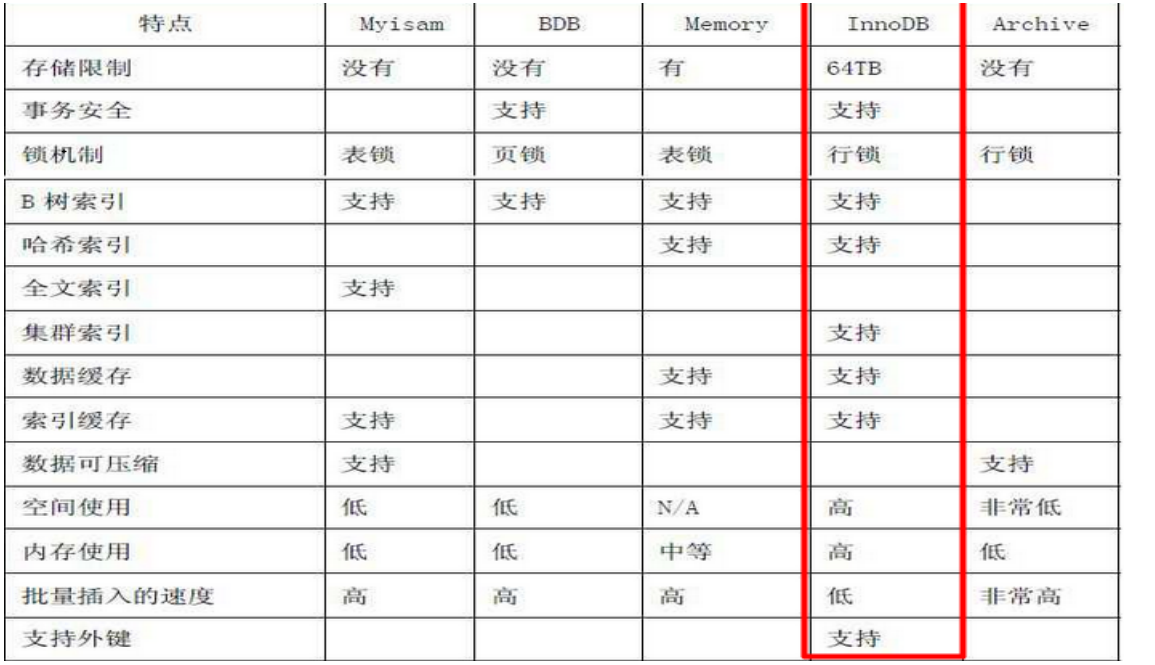 特点 Myisam BDB Memory InnoDB Archive
存储限制 没有 没有 有 64TB 没有
事务安全 支持 支持
锁机制 表锁 页锁 表锁 行锁 行锁
B 树索引 支持 支持 支持 支持
哈希索引 支持 支持
全文索引 支持
集群索引 支持
数据缓存 支持 支持
索引缓存 支持 支持 支持
数据可压缩 支持 支持
空间使用 低 低 N/A 高 非常低
内存使用 低 低 中等 高 低
批量插入的速度 高 高 高 低 非常高
支持外键 支持